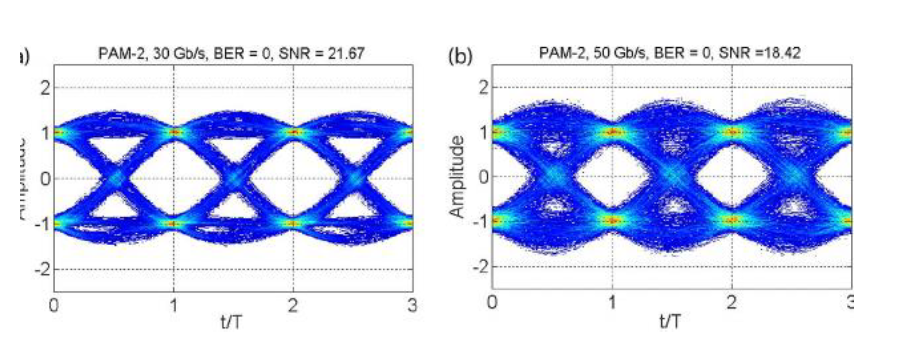 a)
PAM-2, 30 Gb/s, BER = 0, SNR = 21.67
2
1
0
-1
-2
Amplitude
0
1
2
3
t/T
(b)
PAM-2, 50 Gb/s, BER = 0, SNR =18.42
2
1
0
-1
-2
Amplitude
0
1
2
3
t/T